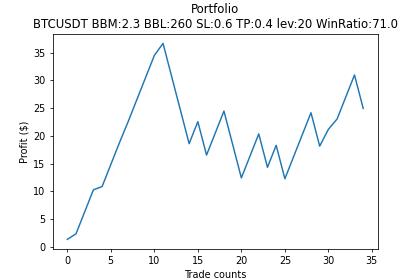 Portfolio
BTCUSDT BBM:2.3 BBL:260 SL:0.6 TP:0.4 lev:20 WinRatio:71.0
Profit ($)
35
30
25
20
15
10
5
0
0 5 10 15 20 25 30 35
Trade counts